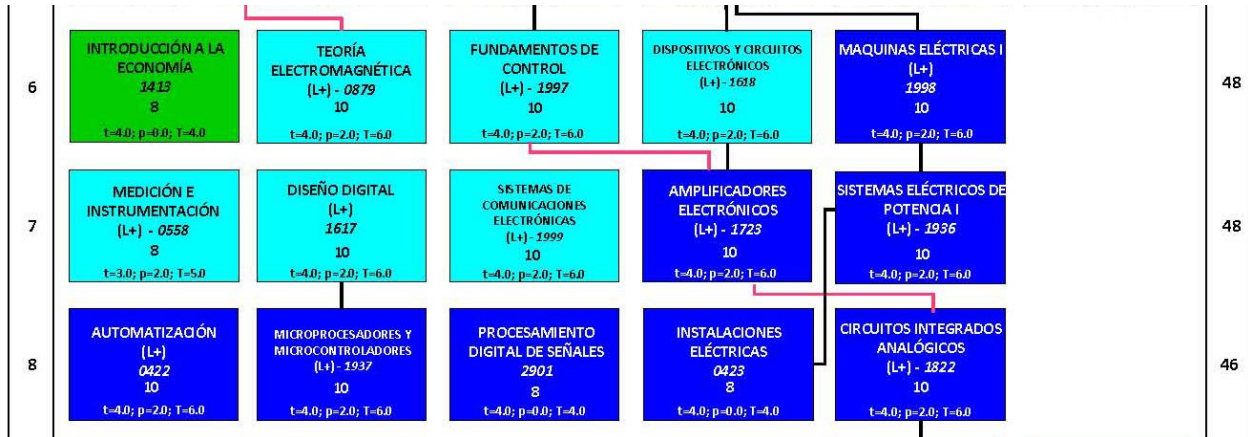 6
INTRODUCCIÓN A LA
ECONOMÍA
1413
8
t=4.0; p=0.0; T=4.0
TEORÍA
ELECTROMAGNÉTICA
(L+) - 0879
10
t=4.0; p=2.0; T=6.0
FUNDAMENTOS DE
CONTROL
(L+) - 1997
10
t=4.0; p=2.0; T=6.0
DISPOSITIVOS Y CIRCUITOS
ELECTRÓNICOS
(L+) - 1618
10
t=4.0; p=2.0; T=6.0
MAQUINAS ELÉCTRICAS I
(L+)
1998
10
t=4.0; p=2.0; T=6.0
48
7
MEDICIÓN E
INSTRUMENTACIÓN
(L+) - 0558
8
t=3.0; p=2.0; T=5.0
DISEÑO DIGITAL
(L+)
1617
10
t=4.0; p=2.0; T=6.0
SISTEMAS DE
COMUNICACIONES
ELECTRÓNICAS
(L+) - 1999
10
t=4.0; p=2.0; T=6.0
AMPLIFICADORES
ELECTRÓNICOS
(L+) - 1723
10
t=4.0; p=2.0; T=6.0
SISTEMAS ELÉCTRICOS DE
POTENCIA I
(L+) - 1936
10
t=4.0; p=2.0; T=6.0
48
8
AUTOMATIZACIÓN
(L+)
0422
10
t=4.0; p=2.0; T=6.0
MICROPROCESADORES Y
MICROCONTROLADORES
(L+) - 1937
10
t=4.0; p=2.0; T=6.0
PROCESAMIENTO
DIGITAL DE SEÑALES
2901
8
t=4.0; p=0.0; T=4.0
INSTALACIONES
ELÉCTRICAS
0423
8
t=4.0; p=0.0; T=4.0
CIRCUITOS INTEGRADOS
ANALÓGICOS
(L+) - 1822
10
t=4.0; p=2.0; T=6.0
46